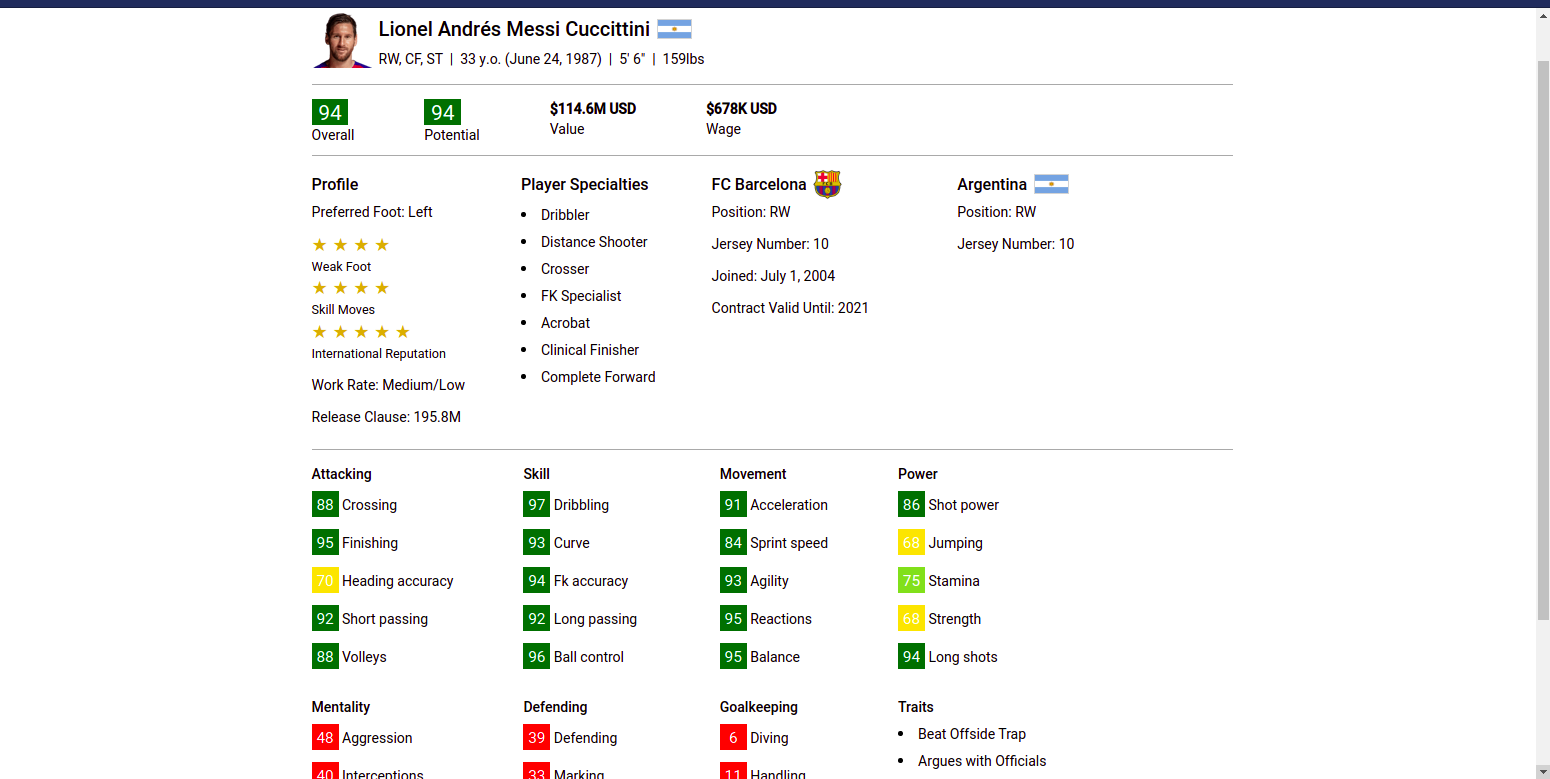 Lionel Andrés Messi Cuccittini
RW, CF, ST | 33 y.o. (June 24, 1987) | 5' 6" | 159lbs
94
Overall
94
Potential
$114.6M USD
Value
$678K USD
Wage
Profile
Preferred Foot: Left
★ ★ ★ ★
Weak Foot
★ ★ ★ ★
Skill Moves
★ ★ ★ ★ ★
International Reputation
Work Rate: Medium/Low
Release Clause: 195.8M
Player Specialties
• Dribbler
• Distance Shooter
• Crosser
• FK Specialist
• Acrobat
• Clinical Finisher
• Complete Forward
FC Barcelona
Position: RW
Jersey Number: 10
Joined: July 1, 2004
Contract Valid Until: 2021
Argentina
Position: RW
Jersey Number: 10
Attacking
88 Crossing
95 Finishing
70 Heading accuracy
92 Short passing
88 Volleys
Skill
97 Dribbling
93 Curve
94 Fk accuracy
92 Long passing
96 Ball control
Movement
91 Acceleration
84 Sprint speed
93 Agility
95 Reactions
95 Balance
Power
86 Shot power
68 Jumping
75 Stamina
68 Strength
94 Long shots
Mentality
48 Aggression
40 Interceptions
Defending
39 Defending
33 Marking
Goalkeeping
6 Diving
11 Handling
Traits
• Beat Offside Trap
• Argues with Officials